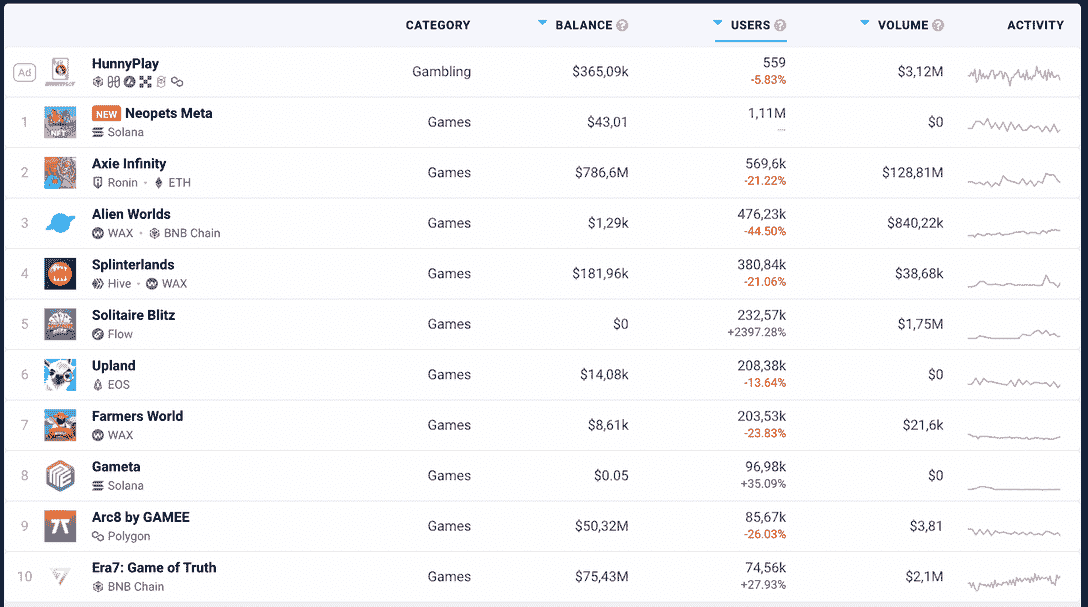 CATEGORY BALANCE ? USERS ? VOLUME ? ACTIVITY
Ad HunnyPlay Gambling $365,09k 559 $3,12M
-5.83%
1 NEW Neopets Meta Games $43,01 1,11M $0
Solana
NFT
2 Axie Infinity Games $786,6M 569,6k $128,81M
Ronin • ETH -21.22%
3 Alien Worlds Games $1,29k 476,23k $840,22k
WAX • BNB Chain -44.50%
4 Splinterlands Games $181,96k 380,84k $38,68k
Hive • WAX -21.06%
5 Solitaire Blitz Games $0 232,57k $1,75M
Flow +2397.28%
6 Upland Games $14,08k 208,38k $0
EOS -13.64%
7 Farmers World Games $8,61k 203,53k $21,6k
WAX -23.83%
8 Gameta Games $0.05 96,98k $0
Solana +35.09%
9 Arc8 by GAMEE Games $50,32M 85,67k $3,81
Polygon -26.03%
10 Era7: Game of Truth Games $75,43M 74,56k $2,1M
BNB Chain +27.93%